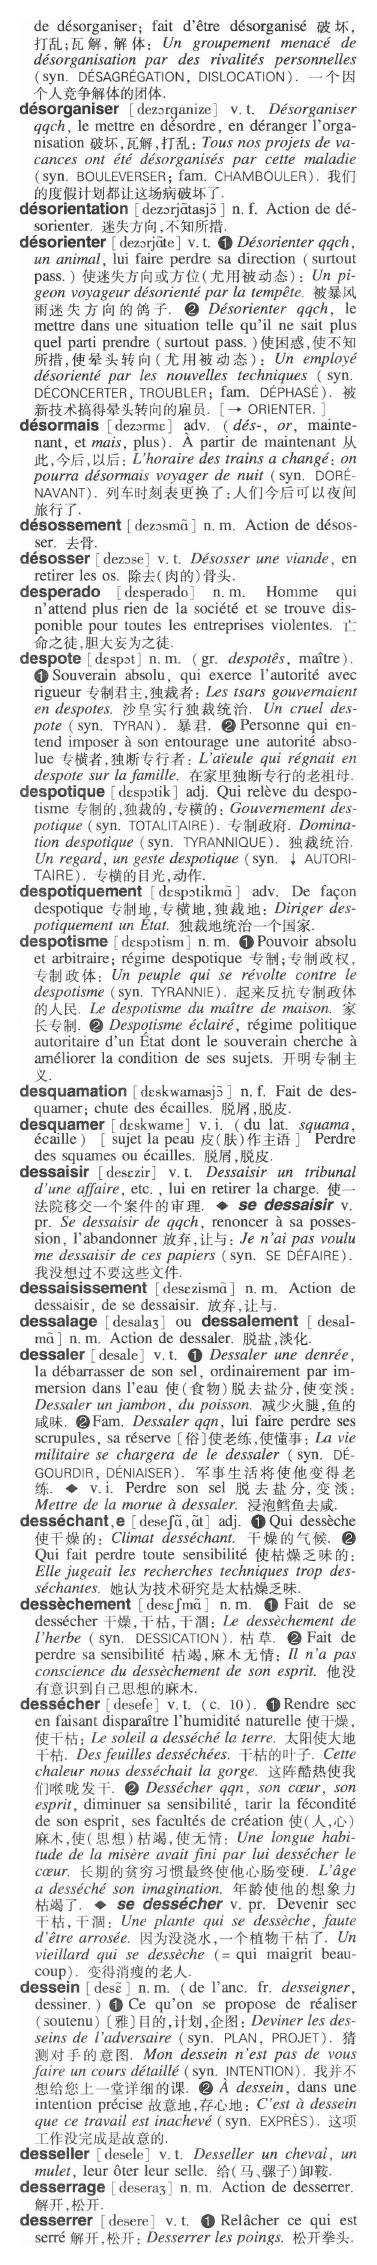 de désorganiser; fait d'être désorganisé 破坏,
打乱;瓦解,解体: Un groupement menacé de
désorganisation par des rivalités personnelles
(syn. DÉSAGRÉGATION, DISLOCATION). 一个因
个人竞争解体的团体.
désorganiser [dezɔrganize] v. t. Désorganiser
qqch, le mettre en désordre, en déranger l'orga-
nisation 破坏,瓦解,打乱: Tous nos projets de va-
cances ont été désorganisés par cette maladie
(syn. BOULEVERSER; fam. CHAMBOULER). 我们
的度假计划都让这场病破坏了.
désorientation [dezɔrjɑ̃tasjɔ̃] n. f. Action de dé-
sorienter. 迷失方向,不知所措.
désorienter [dezɔrjɑ̃te] v. t. ❶ Désorienter qqch,
un animal, lui faire perdre sa direction (surtout
pass.) 使迷失方向或方位(尤用被动态): Un pi-
geon voyageur désorienté par la tempête. 被暴风
雨迷失方向的鸽子. ❷ Désorienter qqch, le
mettre dans une situation telle qu'il ne sait plus
quel parti prendre (surtout pass.)使困惑,使不知
所措,使晕头转向(尤用被动态): Un employé
désorienté par les nouvelles techniques (syn.
DÉCONCERTER, TROUBLER; fam. DÉPHASÉ). 被
新技术搞得晕头转向的雇员. [→ ORIENTER.]
désormais [dezɔrmɛ] adv. (dés-, or, mainte-
nant, et mais, plus). À partir de maintenant 从
此,今后,以后: L'horaire des trains a changé: on
pourra désormais voyager de nuit (syn. DORÉ-
NAVANT). 列车时刻表更换了:人们今后可以夜间
旅行了.
désossement [dezɔsmɑ̃] n. m. Action de désos-
ser. 去骨.
désosser [dezɔse] v. t. Désosser une viande, en
retirer les os. 除去(肉的)骨头.
desperado [dɛsperado] n. m. Homme qui
n'attend plus rien de la société et se trouve dis-
ponible pour toutes les entreprises violentes. 亡
命之徒,胆大妄为之徒.
despote [dɛspɔt] n. m. (gr. despotês, maître).
❶ Souverain absolu, qui exerce l'autorité avec
rigueur 专制君主,独裁者: Les tsars gouvernaient
en despotes. 沙皇实行独裁统治. Un cruel des-
pote (syn. TYRAN). 暴君. ❷ Personne qui en-
tend imposer à son entourage une autorité abso-
lue 专横者,独断专行者: L'aïeule qui régnait en
despote sur la famille. 在家里独断专行的老祖母.
despotique [dɛspɔtik] adj. Qui relève du despo-
tisme 专制的,独裁的,专横的: Gouvernement des-
potique (syn. TOTALITAIRE). 专制政府. Domina-
tion despotique (syn. TYRANNIQUE). 独裁统治.
Un regard, un geste despotique (syn. ↓ AUTORI-
TAIRE). 专横的目光,动作.
despotiquement [dɛspɔtikmɑ̃] adv. De façon
despotique 专制地,专横地,独裁地: Diriger des-
potiquement un État. 独裁地统治一个国家.
despotisme [dɛspɔtism] n. m. ❶ Pouvoir absolu
et arbitraire; régime despotique 专制;专制政权,
专制政体: Un peuple qui se révolte contre le
despotisme (syn. TYRANNIE). 起来反抗专制政体
的人民. Le despotisme du maître de maison. 家
长专制. ❷ Despotisme éclairé, régime politique
autoritaire d'un État dont le souverain cherche à
améliorer la condition de ses sujets. 开明专制主
义.
desquamation [dɛskwamasjɔ̃] n. f. Fait de des-
quamer; chute des écailles. 脱屑,脱皮.
desquamer [dɛskwame] v. i. (du lat. squama,
écaille) [sujet la peau 皮(肤)作主语] Perdre
des squames ou écailles. 脱屑,脱皮.
dessaisir [desɛzir] v. t. Dessaisir un tribunal
d'une affaire, etc., lui en retirer la charge. 使一
法院移交一个案件的审理. ◆ se dessaisir v.
pr. Se dessaisir de qqch, renoncer à sa posses-
sion, l'abandonner 放弃,让与: Je n'ai pas voulu
me dessaisir de ces papiers (syn. SE DÉFAIRE).
我没想过不要这些文件.
dessaisissement [desɛzismɑ̃] n. m. Action de
dessaisir, de se dessaisir. 放弃,让与.
dessalage [desalaʒ] ou dessalement [desal-
mɑ̃] n. m. Action de dessaler. 脱盐,淡化.
dessaler [desale] v. t. ❶ Dessaler une denrée,
la débarrasser de son sel, ordinairement par im-
mersion dans l'eau 使(食物)脱去盐分,使变淡:
Dessaler un jambon, du poisson. 减少火腿,鱼的
咸味. ❷ Fam. Dessaler qqn, lui faire perdre ses
scrupules, sa réserve〔俗〕使老练,使懂事: La vie
militaire se chargera de le dessaler (syn. DÉ-
GOURDIR, DÉNIAISER). 军事生活将使他变得老
练. ◆ v. i. Perdre son sel 脱去盐分,变淡:
Mettre de la morue à dessaler. 浸泡鳕鱼去咸.
desséchant,e [deseʃɑ̃,ɑ̃t] adj. ❶ Qui dessèche
使干燥的: Climat desséchant. 干燥的气候. ❷
Qui fait perdre toute sensibilité 使枯燥乏味的:
Elle jugeait les recherches techniques trop des-
séchantes. 她认为技术研究是太枯燥乏味.
dessèchement [desɛʃmɑ̃] n. m. ❶ Fait de se
dessécher 干燥,干枯,干涸: Le dessèchement de
l'herbe (syn. DESSICATION). 枯草. ❷ Fait de
perdre sa sensibilité 枯竭,麻木无情: Il n'a pas
conscience du dessèchement de son esprit. 他没
有意识到自己思想的麻木.
dessécher [deseʃe] v. t. (c. 10). ❶ Rendre sec
en faisant disparaître l'humidité naturelle 使干燥,
使干枯: Le soleil a desséché la terre. 太阳使大地
干枯. Des feuilles desséchées. 干枯的叶子. Cette
chaleur nous desséchait la gorge. 这阵酷热使我
们喉咙发干. ❷ Dessécher qqn, son cœur, son
esprit, diminuer sa sensibilité, tarir la fécondité
de son esprit, ses facultés de création 使(人,心)
麻木,使(思想)枯竭,使无情: Une longue habi-
tude de la misère avait fini par lui dessécher le
cœur. 长期的贫穷习惯最终使他心肠变硬. L'âge
a desséché son imagination. 年龄使他的想象力
枯竭了. ◆ se dessécher v. pr. Devenir sec
干枯,干涸: Une plante qui se dessèche, faute
d'être arrosée. 因为没浇水,一个植物干枯了. Un
vieillard qui se dessèche (= qui maigrit beau-
coup). 变得消瘦的老人.
dessein [desɛ̃] n. m. (de l'anc. fr. desseigner,
dessiner.) ❶ Ce qu'on se propose de réaliser
(soutenu)〔雅〕目的,计划,企图: Deviner les des-
seins de l'adversaire (syn. PLAN, PROJET). 猜
测对手的意图. Mon dessein n'est pas de vous
faire un cours détaillé (syn. INTENTION). 我并不
想给您上一堂详细的课. ❷ À dessein, dans une
intention précise 故意地,存心地: C'est à dessein
que ce travail est inachevé (syn. EXPRÈS). 这项
工作没完成是故意的.
desseller [desele] v. t. Desseller un cheval, un
mulet, leur ôter leur selle. 给(马、骡子)卸鞍.
desserrage [deseraʒ] n. m. Action de desserrer.
解开,松开.
desserrer [desere] v. t. ❶ Relâcher ce qui est
serré 解开,松开: Desserrer les poings. 松开拳头.